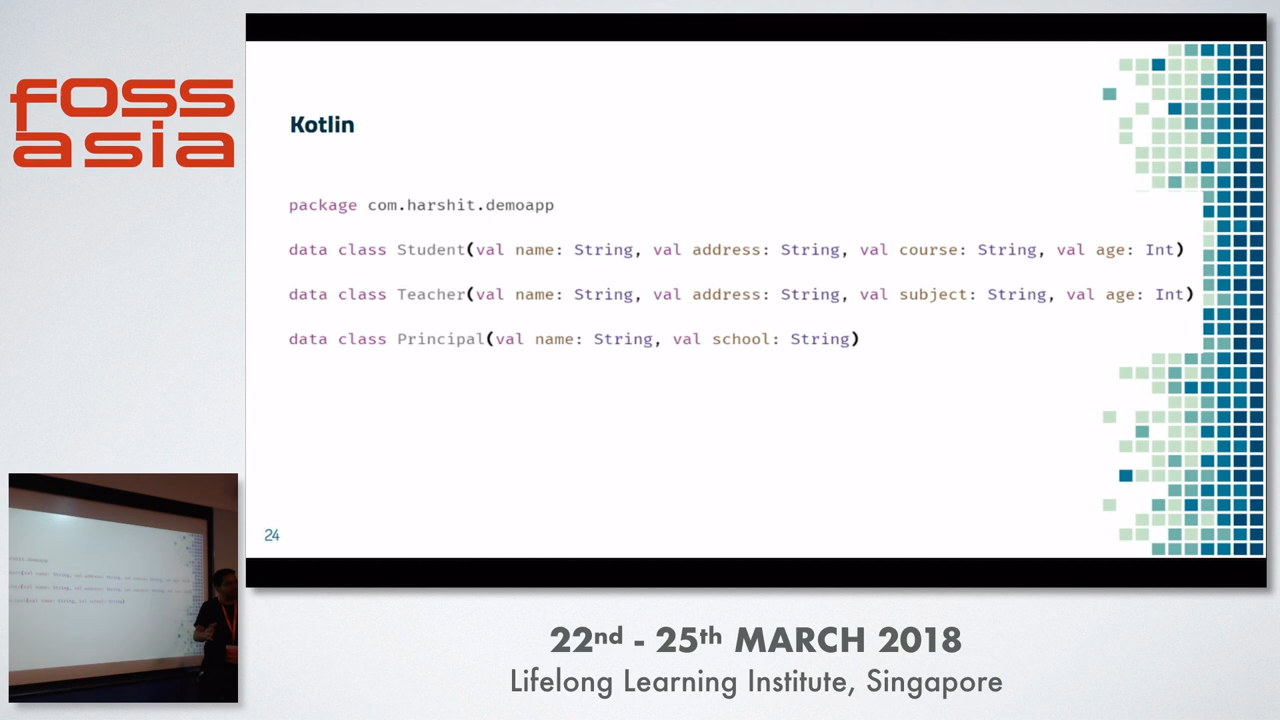 foss
asia
Kotlin
package com.harshit.demoapp
data class Student(val name: String, val address: String, val course: String, val age: Int)
data class Teacher(val name: String, val address: String, val subject: String, val age: Int)
data class Principal(val name: String, val school: String)
24
22nd - 25th MARCH 2018
Lifelong Learning Institute, Singapore